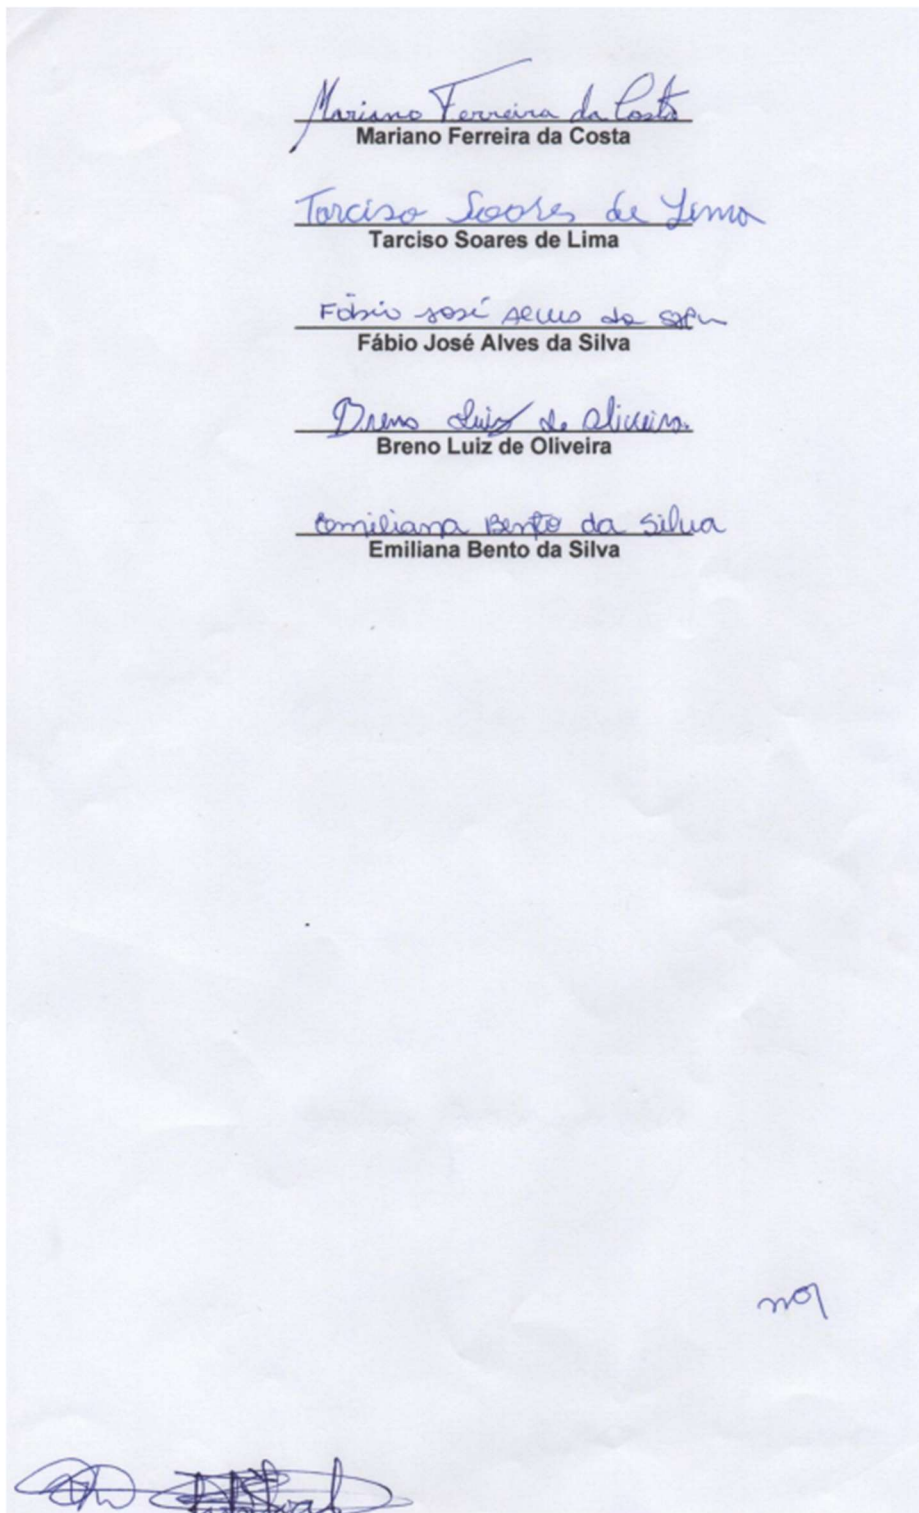 Mariano Ferreira da Costa
Mariano Ferreira da Costa
Tarciso Soares de Lima
Tarciso Soares de Lima
Fábio José Alves da Silva
Fábio José Alves da Silva
Breno Luiz de Oliveira
Breno Luiz de Oliveira
Emiliana Bento da Silva
Emiliana Bento da Silva